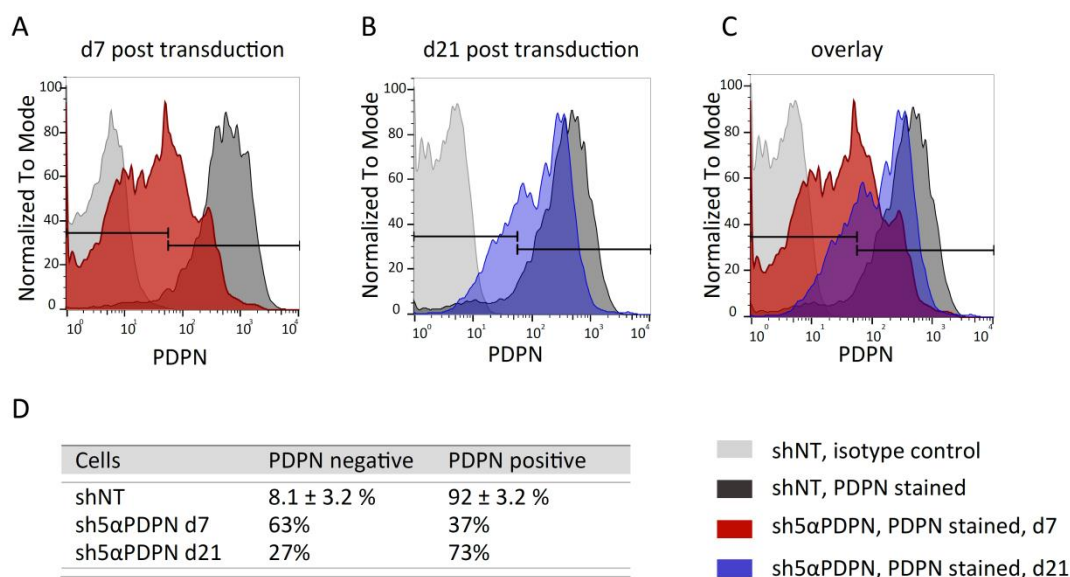 A
d7 post transduction
Normalized To Mode
100
80
60
40
20
0
10^0 10^1 10^2 10^3 10^4
PDPN
B
d21 post transduction
Normalized To Mode
100
80
60
40
20
0
10^0 10^1 10^2 10^3 10^4
PDPN
C
overlay
Normalized To Mode
100
80
60
40
20
0
10^0 10^1 10^2 10^3 10^4
PDPN
D
Cells PDPN negative PDPN positive
shNT 8.1 ± 3.2 % 92 ± 3.2 %
sh5αPDPN d7 63% 37%
sh5αPDPN d21 27% 73%
shNT, isotype control
shNT, PDPN stained
sh5αPDPN, PDPN stained, d7
sh5αPDPN, PDPN stained, d21